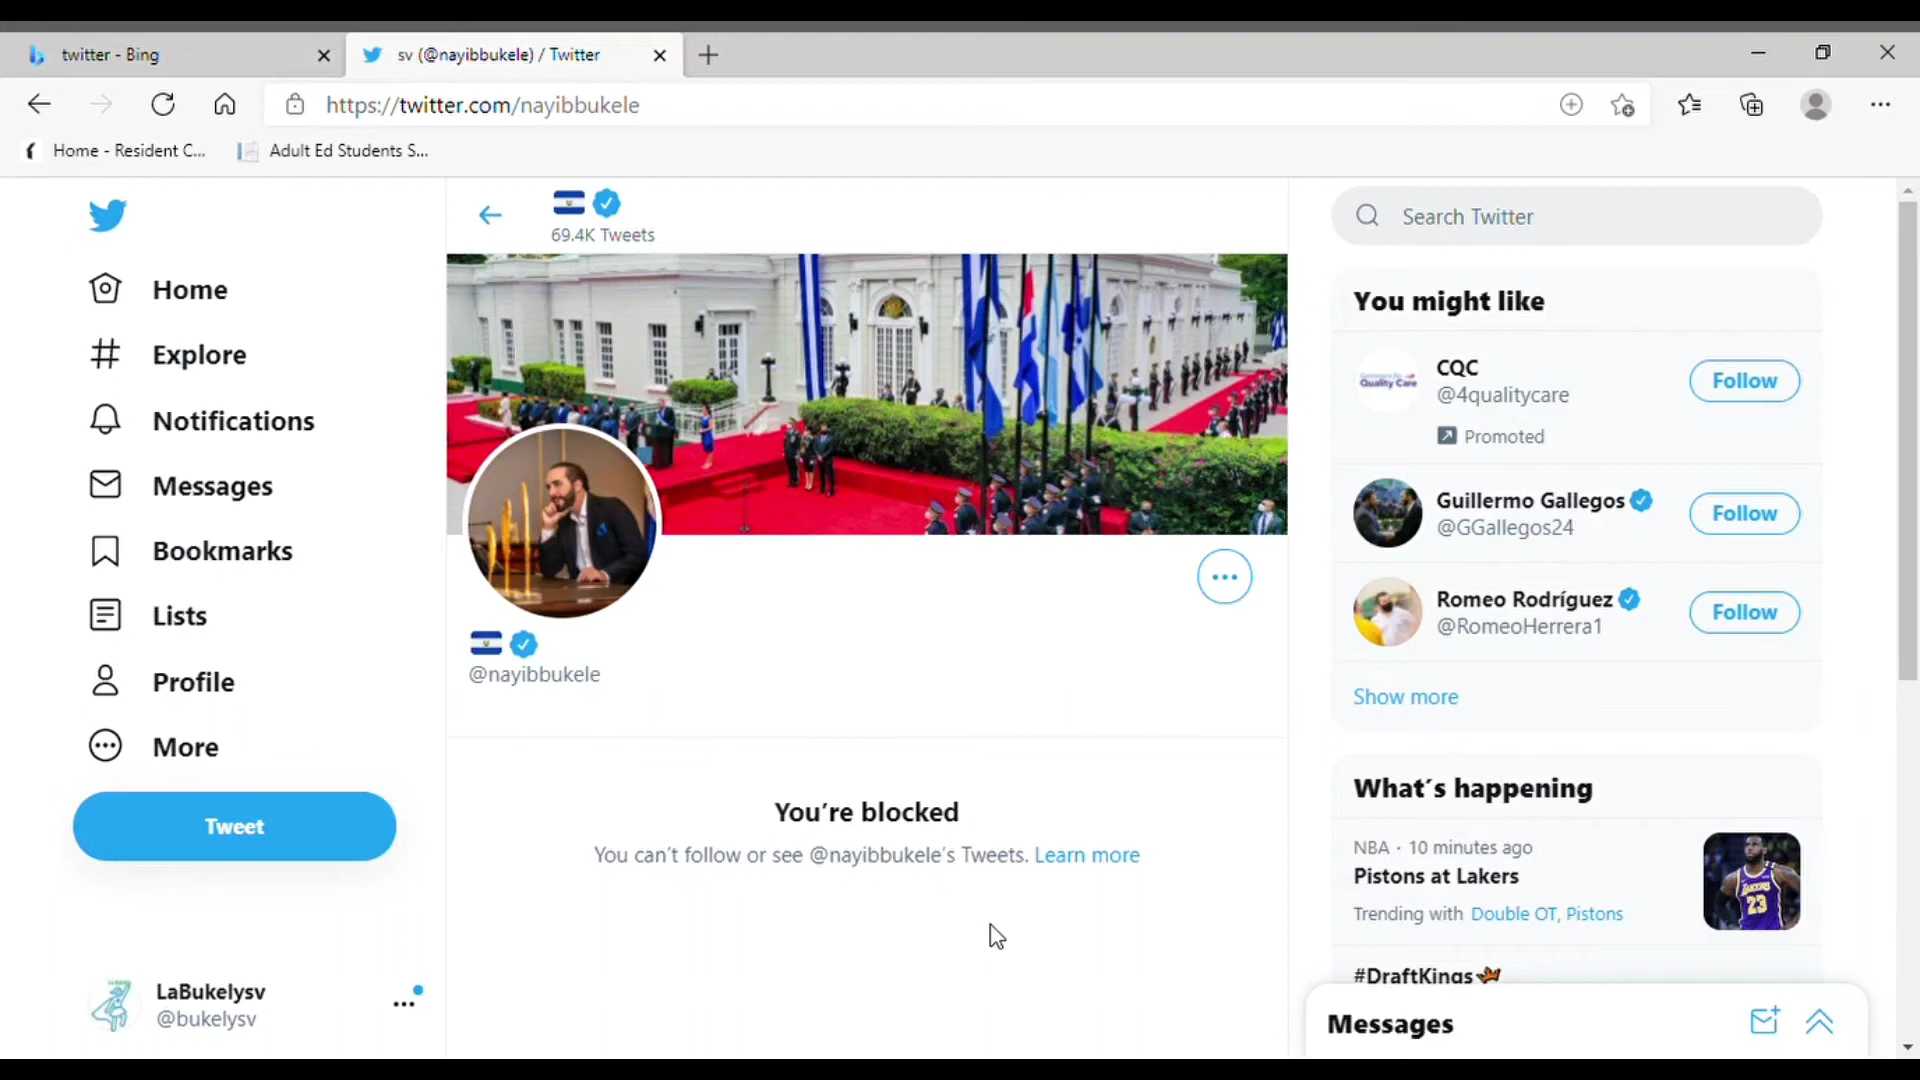 twitter - Bing
sv (@nayibbukele) / Twitter
https://twitter.com/nayibbukele
Home - Resident C...
Adult Ed Students S...
69.4K Tweets
Home
Explore
Notifications
Messages
Bookmarks
Lists
Profile
More
Tweet
LaBukelysv
@bukelysv
@nayibbukele
You're blocked
You can't follow or see @nayibbukele's Tweets. Learn more
Search Twitter
You might like
Quality Care
CQC
@4qualitycare
Promoted
Follow
Guillermo Gallegos
@GGallegos24
Follow
Romeo Rodríguez
@RomeoHerrera1
Follow
Show more
What's happening
NBA · 10 minutes ago
Pistons at Lakers
Trending with Double OT, Pistons
LAKERS
23
#DraftKings
Messages